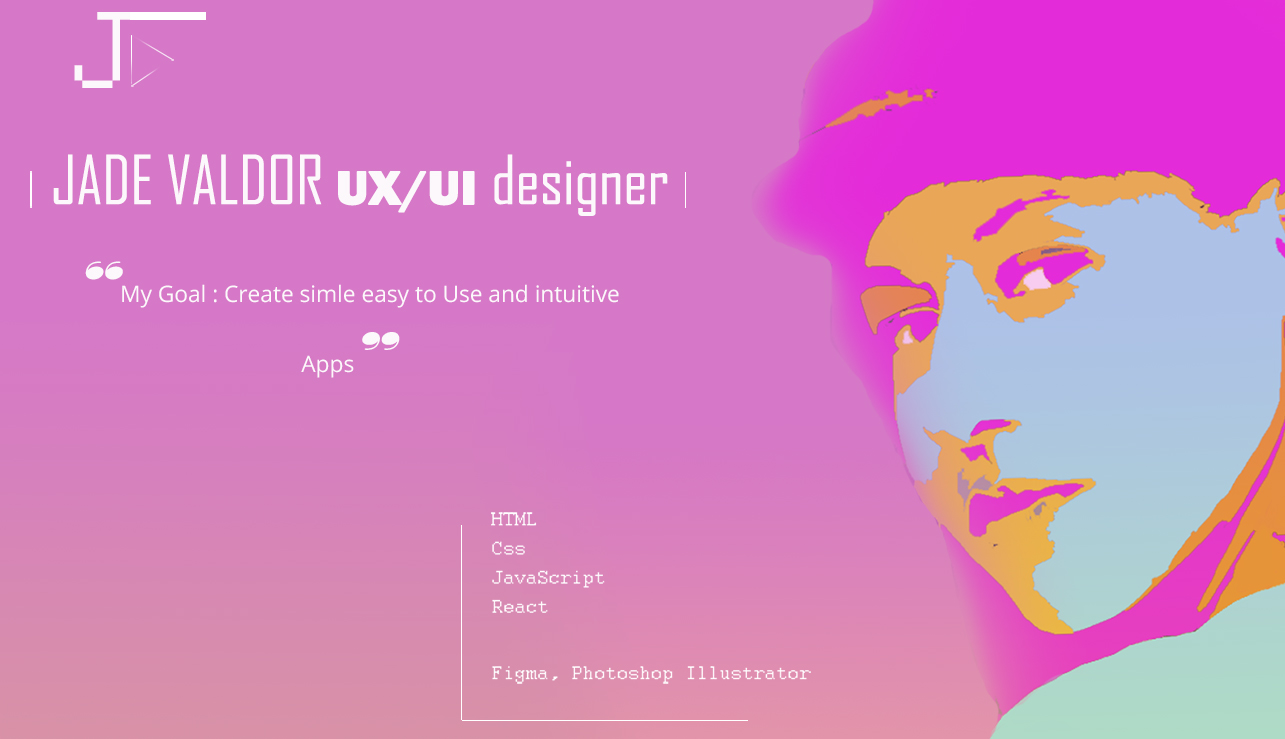 J
JADE VALDOR UX/UI designer
❝My Goal : Create simle easy to Use and intuitive
Apps❞
HTML
Css
JavaScript
React
Figma, Photoshop Illustrator